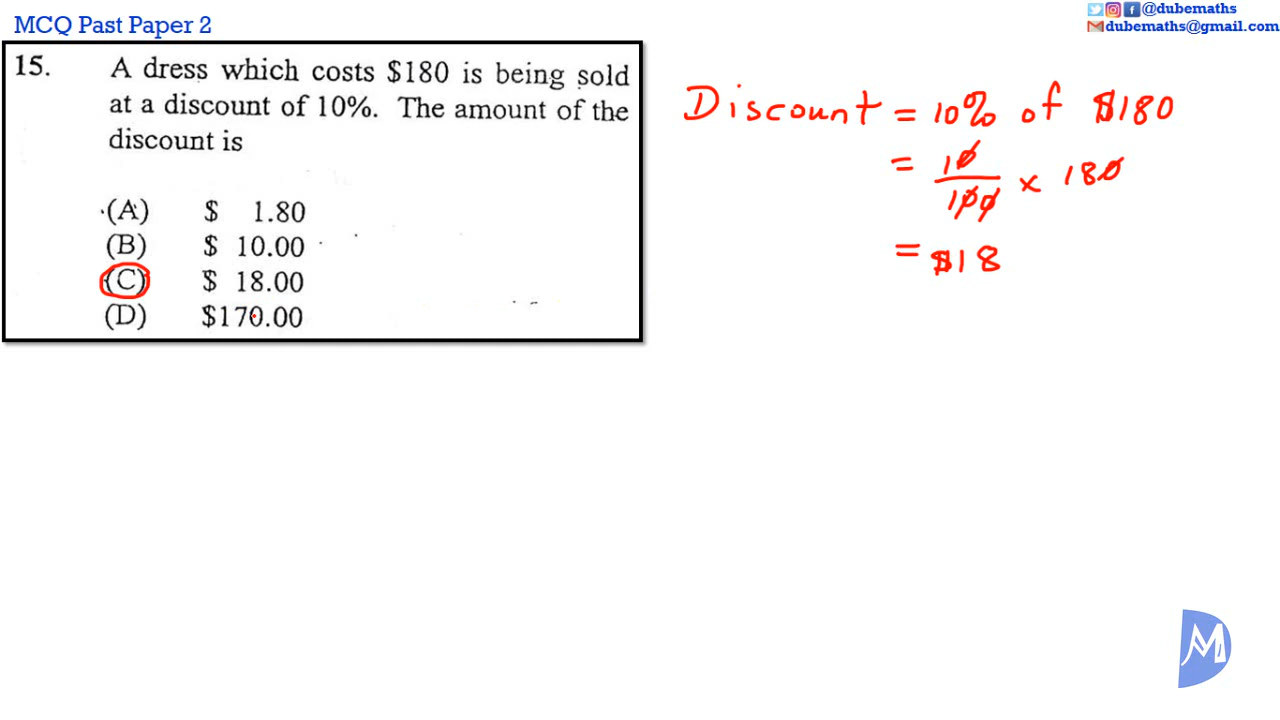 MCQ Past Paper 2
@dubemaths
dubemaths@gmail.com
15. A dress which costs $180 is being sold
at a discount of 10%. The amount of the
discount is
(A) $ 1.80
(B) $ 10.00
(C) $ 18.00
(D) $170.00
Discount = 10% of $180
= 10/100 × 180
= $18
M